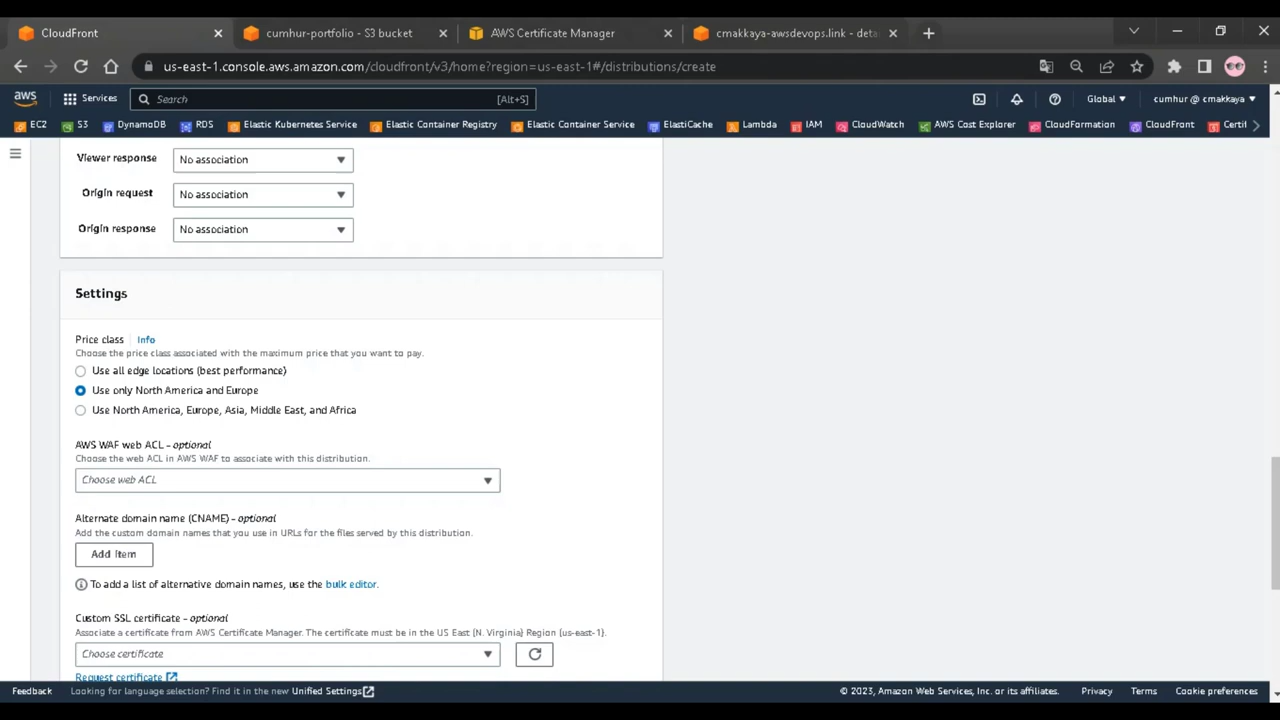 CloudFront
cumhur-portfolio - S3 bucket
AWS Certificate Manager
cmakkaya-awsdevops.link - deta
us-east-1.console.aws.amazon.com/cloudfront/v3/home?region=us-east-1#/distributions/create
aws
Services
Search
[Alt+S]
Global
cumhur @ cmakkaya
EC2
S3
DynamoDB
RDS
Elastic Kubernetes Service
Elastic Container Registry
Elastic Container Service
ElastiCache
Lambda
IAM
CloudWatch
AWS Cost Explorer
CloudFormation
CloudFront
Certif
Viewer response
No association
Origin request
No association
Origin response
No association
Settings
Price class
Info
Choose the price class associated with the maximum price that you want to pay.
Use all edge locations (best performance)
Use only North America and Europe
Use North America, Europe, Asia, Middle East, and Africa
AWS WAF web ACL - optional
Choose the web ACL in AWS WAF to associate with this distribution.
Choose web ACL
Alternate domain name (CNAME) - optional
Add the custom domain names that you use in URLs for the files served by this distribution.
Add item
To add a list of alternative domain names, use the bulk editor.
Custom SSL certificate - optional
Associate a certificate from AWS Certificate Manager. The certificate must be in the US East (N. Virginia) Region (us-east-1).
Choose certificate
Request certificate
Feedback
Looking for language selection? Find it in the new Unified Settings
© 2023, Amazon Web Services, Inc. or its affiliates.
Privacy
Terms
Cookie preferences